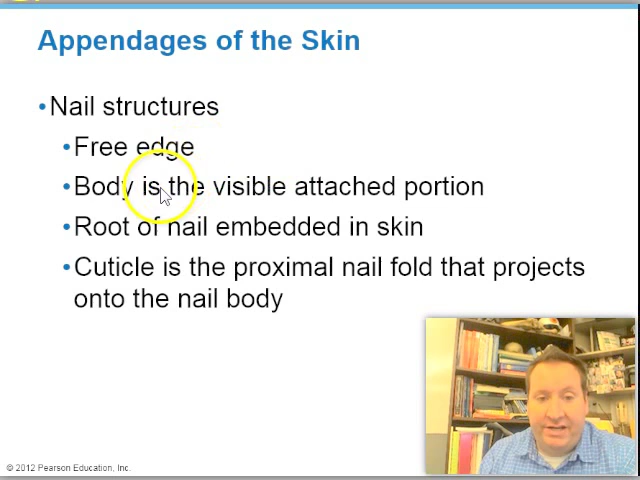 Appendages of the Skin
•Nail structures
•Free edge
•Body is the visible attached portion
•Root of nail embedded in skin
•Cuticle is the proximal nail fold that projects
onto the nail body
© 2012 Pearson Education, Inc.